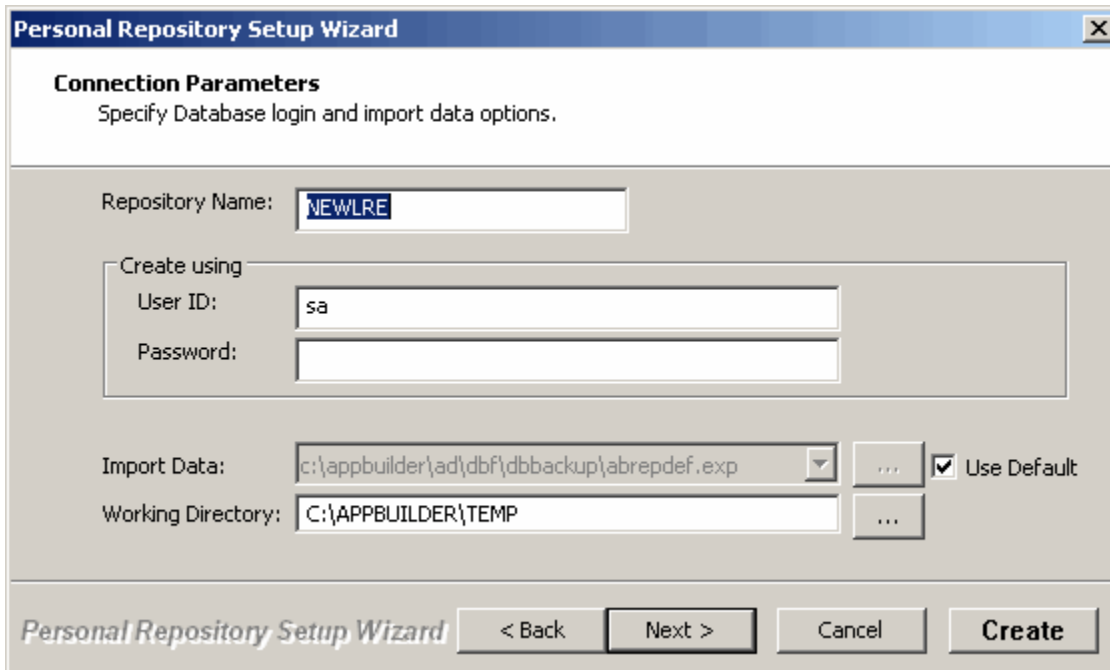 Personal Repository Setup Wizard
Connection Parameters
Specify Database login and import data options.
Repository Name: NEWLRE
Create using
User ID: sa
Password:
Import Data: c:\appbuilder\ad\dbf\dbbackup\abrepdef.exp ... Use Default
Working Directory: C:\APPBUILDER\TEMP ...
Personal Repository Setup Wizard < Back Next > Cancel Create